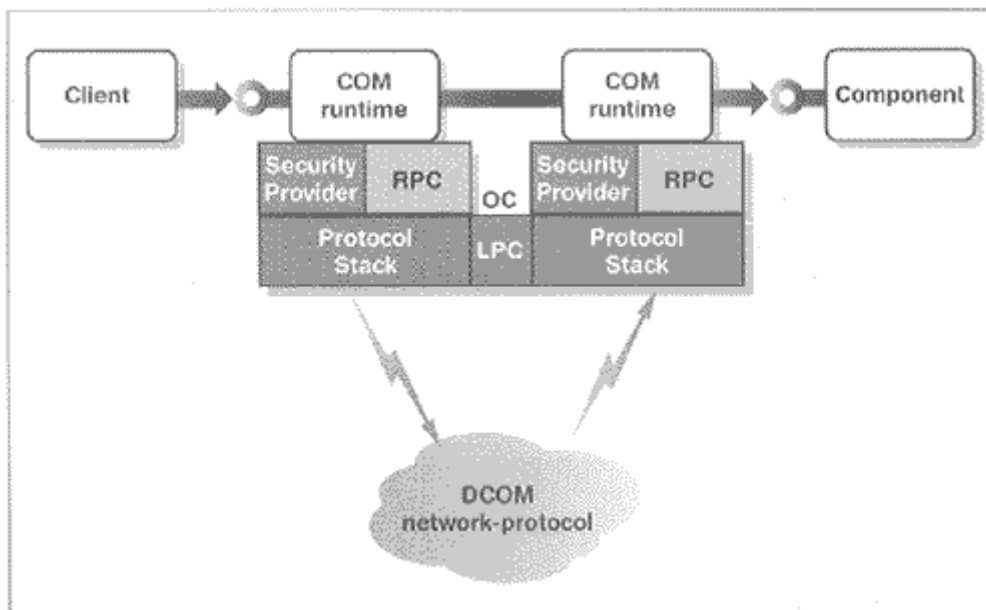 Client
COM
runtime
COM
runtime
Component
Security
Provider
RPC
OC
Security
Provider
RPC
Protocol
Stack
LPC
Protocol
Stack
DCOM
network-protocol